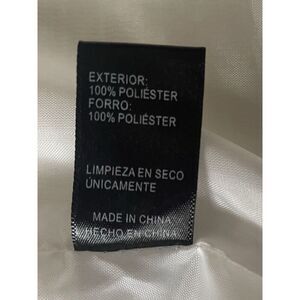 EXTERIOR:
100% POLIÉSTER
FORRO:
100% POLIÉSTER
LIMPIEZA EN SECO
ÚNICAMENTE
MADE IN CHINA
HECHO EN CHINA